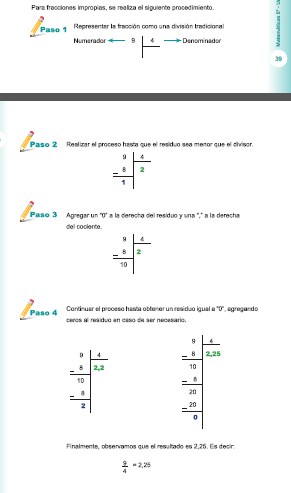 Para fracciones impropias, se realiza el siguiente procedimiento.
Paso 1 Representar la fracción como una división tradicional
Numerador 9 4 Denominador
39
Paso 2 Realizar el proceso hasta que el residuo sea menor que el divisor.
9 4
– 8 2
1
Paso 3 Agregar un "0" a la derecha del residuo y una "," a la derecha
del cociente.
9 4
– 8 2
10
Paso 4 Continuar el proceso hasta obtener un residuo igual a "0", agregando
ceros al residuo en caso de ser necesario.
9 4
– 8 2,2
10
– 8
2
9 4
– 8 2,25
10
– 8
20
– 20
0
Finalmente, observamos que el resultado es 2,25. Es decir:
9/4 = 2,25